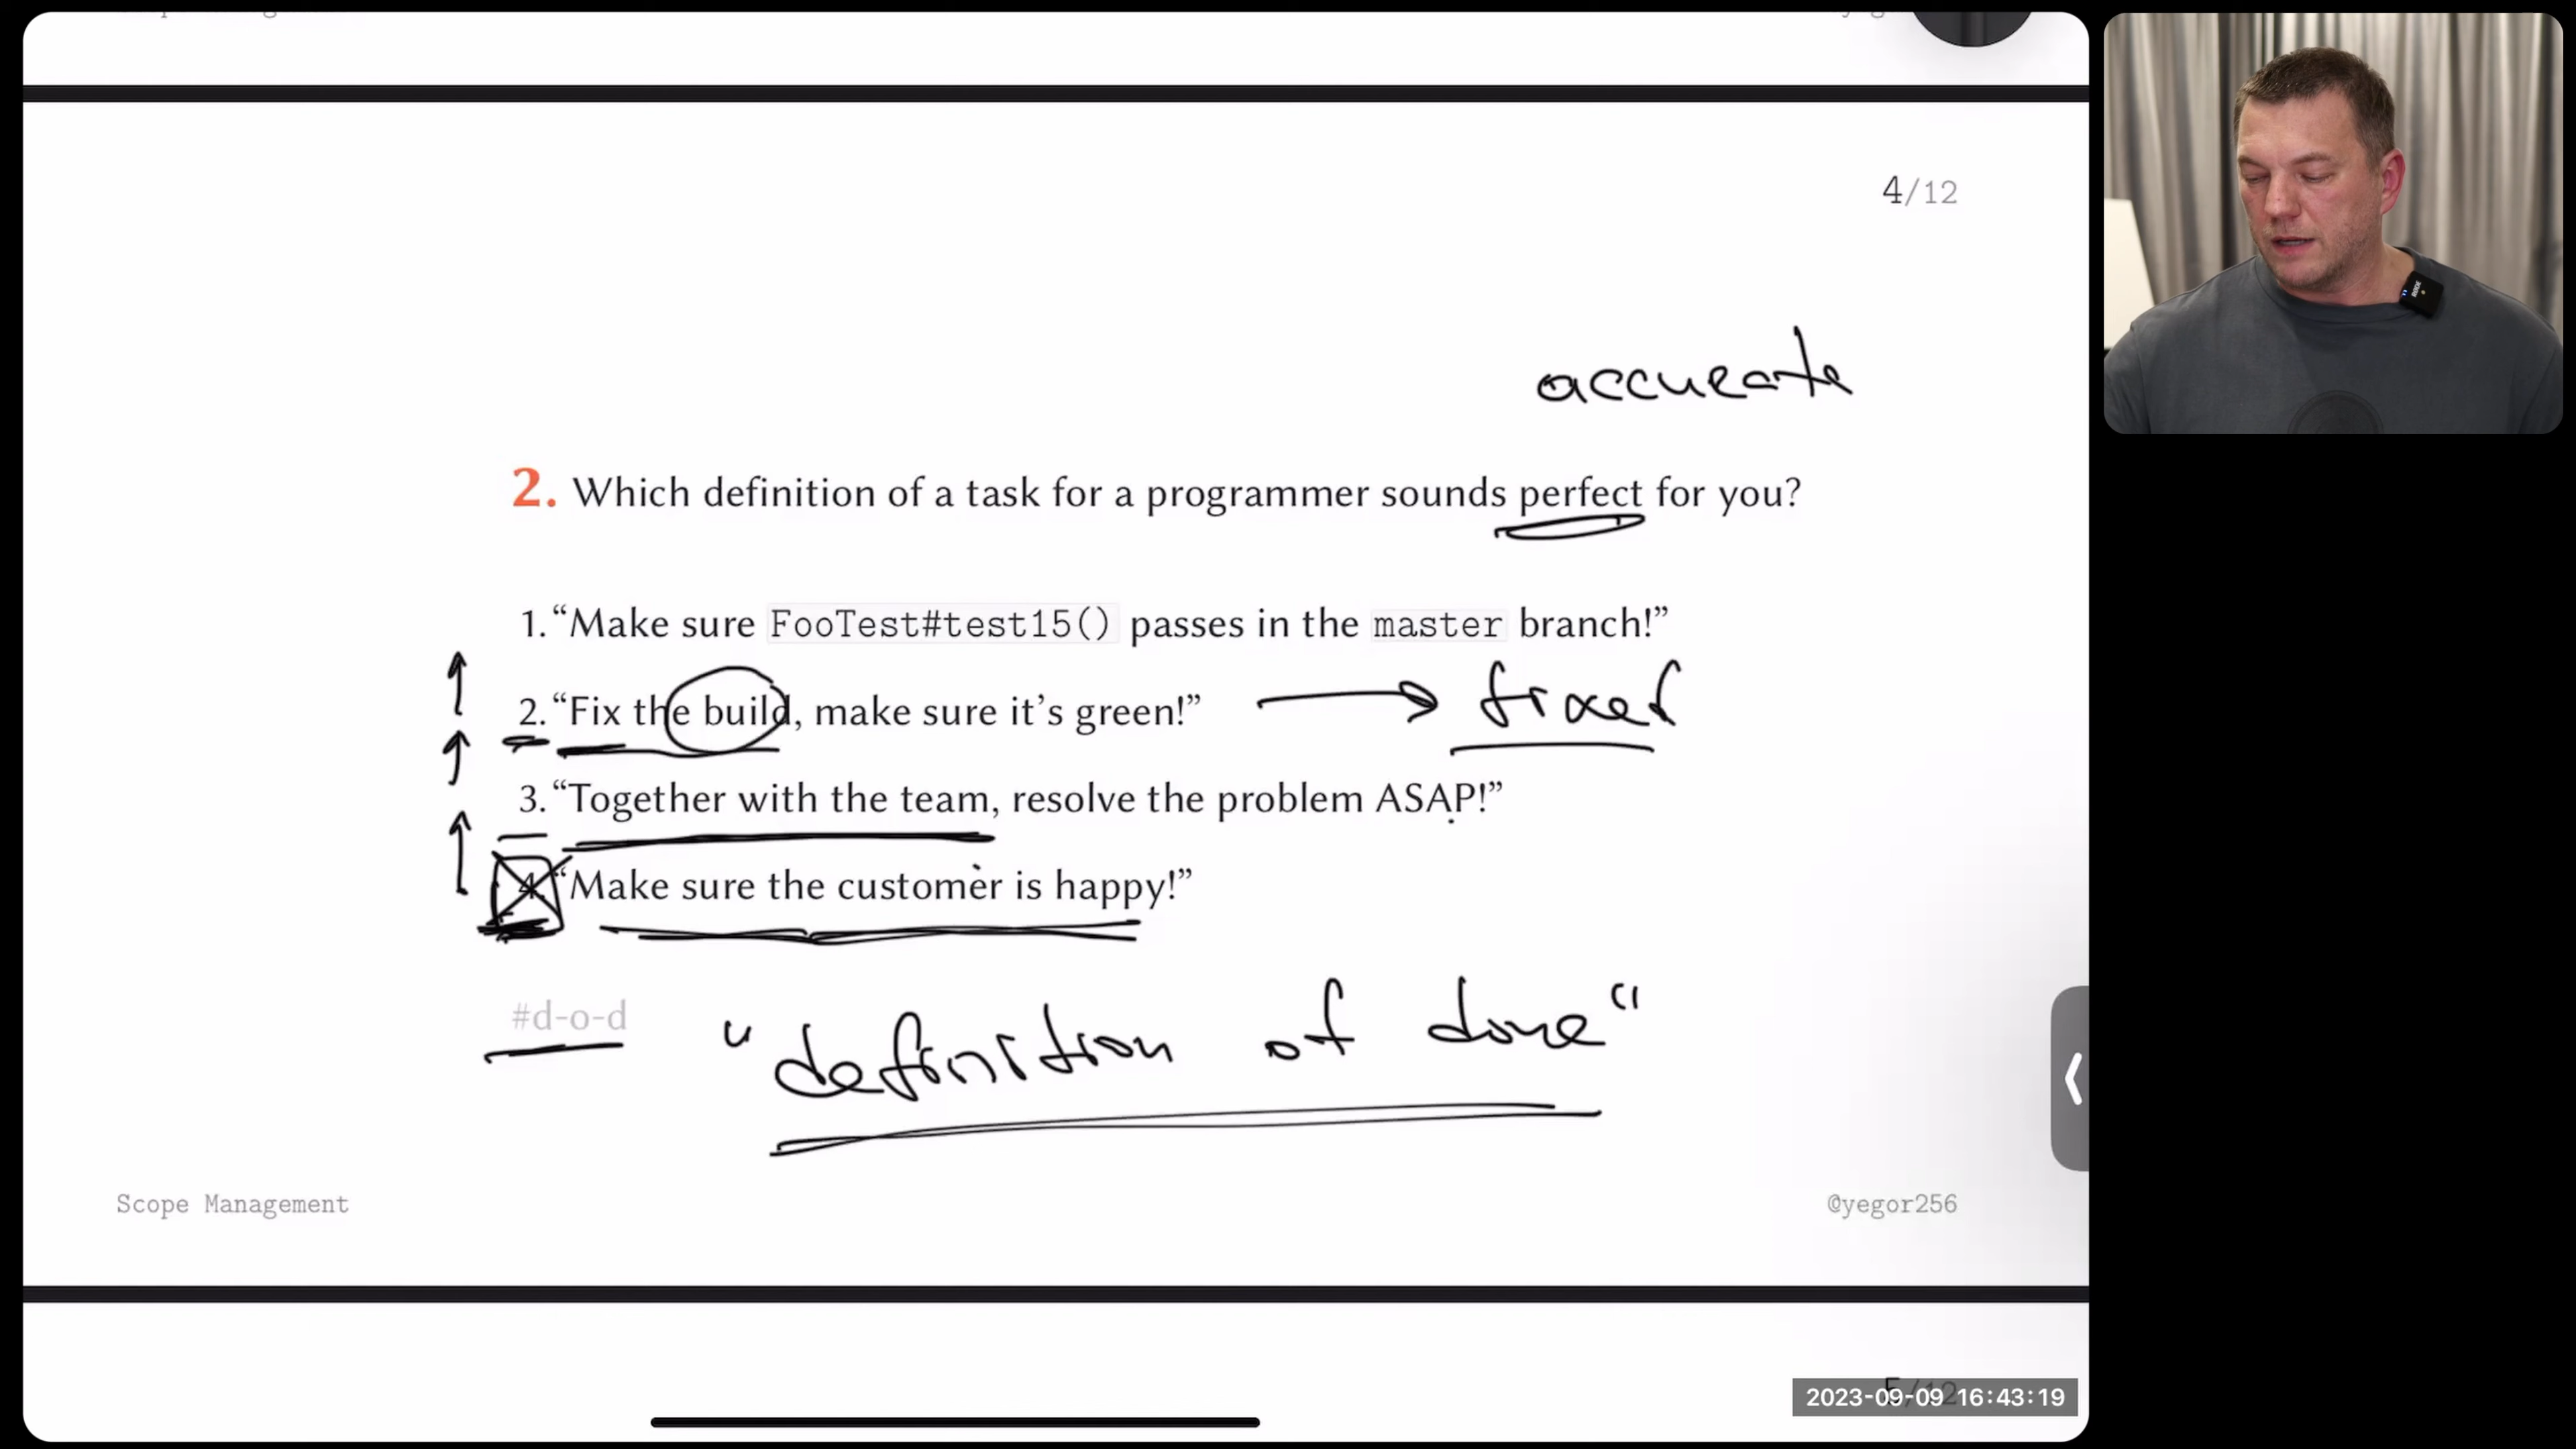 4/12
accurate
2. Which definition of a task for a programmer sounds perfect for you?
1. “Make sure FooTest#test15() passes in the master branch!”
2. “Fix the build, make sure it’s green!” fixed
3. “Together with the team, resolve the problem ASAP!”
4. “Make sure the customer is happy!”
#d-o-d "definition of done"
Scope Management @yegor256
2023-09-09 16:43:19